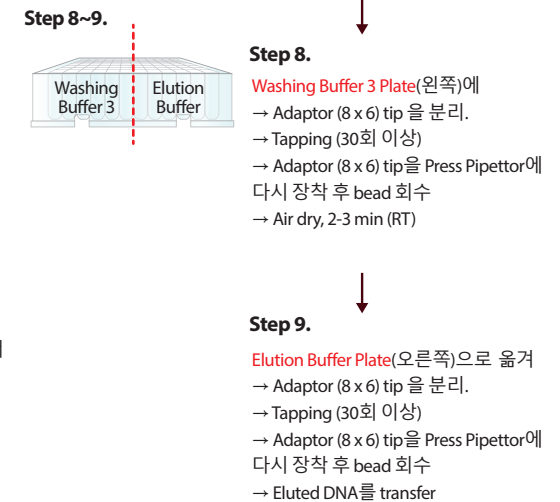 Step 8~9.
Washing
Buffer 3
Elution
Buffer
Step 8.
Washing Buffer 3 Plate(왼쪽)에
→ Adaptor (8 x 6) tip 을 분리.
→ Tapping (30회 이상)
→ Adaptor (8 x 6) tip을 Press Pipettor에
다시 장착 후 bead 회수
→ Air dry, 2-3 min (RT)
Step 9.
Elution Buffer Plate(오른쪽)으로 옮겨
→ Adaptor (8 x 6) tip 을 분리.
→ Tapping (30회 이상)
→ Adaptor (8 x 6) tip을 Press Pipettor에
다시 장착 후 bead 회수
→ Eluted DNA를 transfer